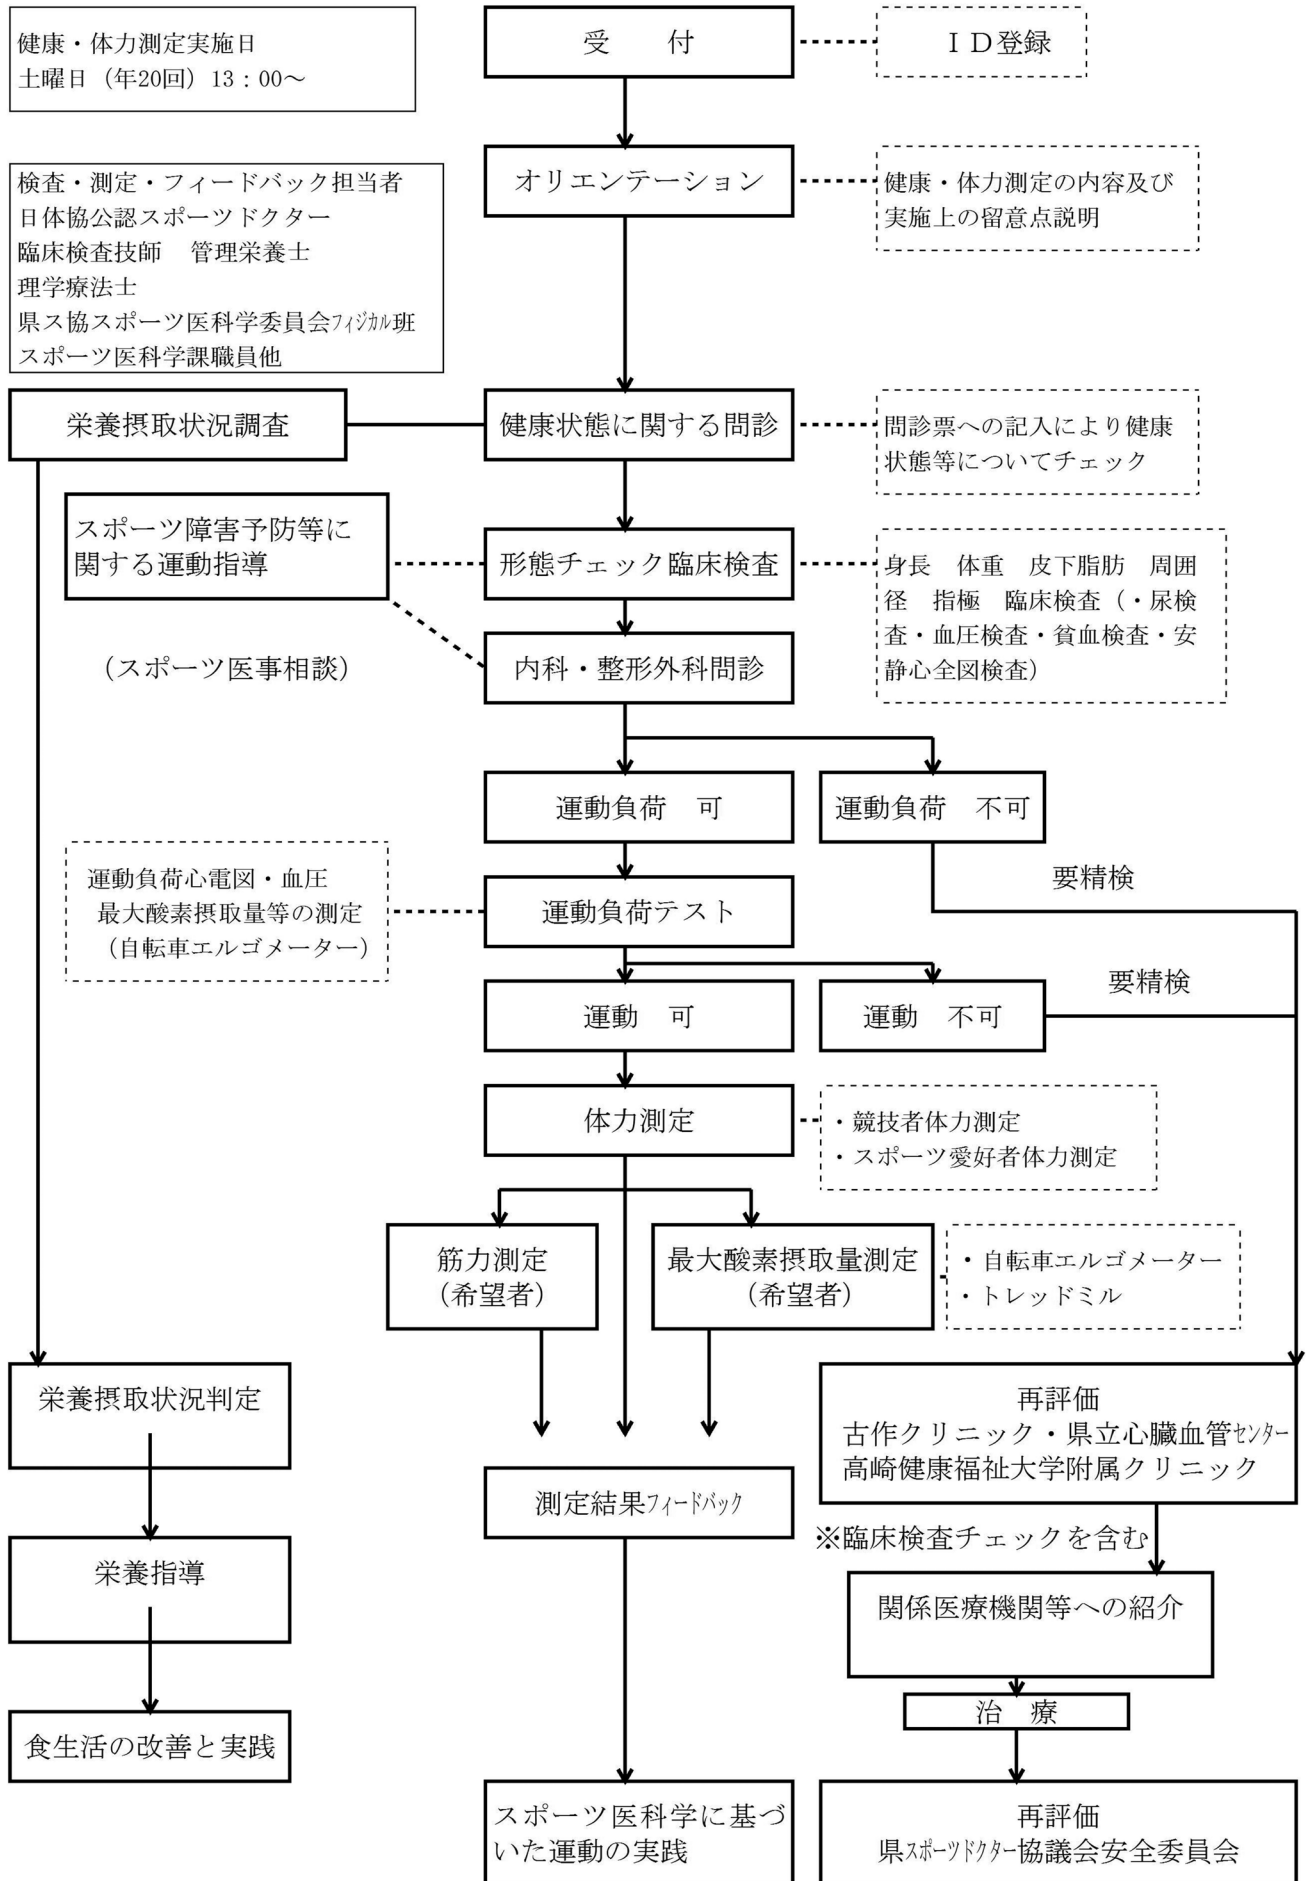 健康・体力測定実施日
土曜日（年20回）13：00～
受　　付
ＩＤ登録
検査・測定・フィードバック担当者
日体協公認スポーツドクター
臨床検査技師　管理栄養士
理学療法士
県ス協スポーツ医科学委員会ﾌｨｼﾞｶﾙ班
スポーツ医科学課職員他
オリエンテーション
健康・体力測定の内容及び
実施上の留意点説明
栄養摂取状況調査
健康状態に関する問診
問診票への記入により健康
状態等についてチェック
スポーツ障害予防等に
関する運動指導
形態チェック臨床検査
身長　体重　皮下脂肪　周囲
径　指極　臨床検査（・尿検
査・血圧検査・貧血検査・安
静心全図検査）
（スポーツ医事相談）
内科・整形外科問診
運動負荷　可
運動負荷　不可
要精検
運動負荷心電図・血圧
最大酸素摂取量等の測定
（自転車エルゴメーター）
運動負荷テスト
要精検
運動　可
運動　不可
体力測定
・競技者体力測定
・スポーツ愛好者体力測定
筋力測定
（希望者）
最大酸素摂取量測定
（希望者）
・自転車エルゴメーター
・トレッドミル
栄養摂取状況判定
再評価
古作クリニック・県立心臓血管ｾﾝﾀｰ
高崎健康福祉大学附属クリニック
測定結果ﾌｨｰﾄﾞﾊﾞｯｸ
※臨床検査チェックを含む
栄養指導
関係医療機関等への紹介
治　療
食生活の改善と実践
スポーツ医科学に基づ
いた運動の実践
再評価
県ｽﾎﾟｰﾂﾄﾞｸﾀｰ協議会安全委員会